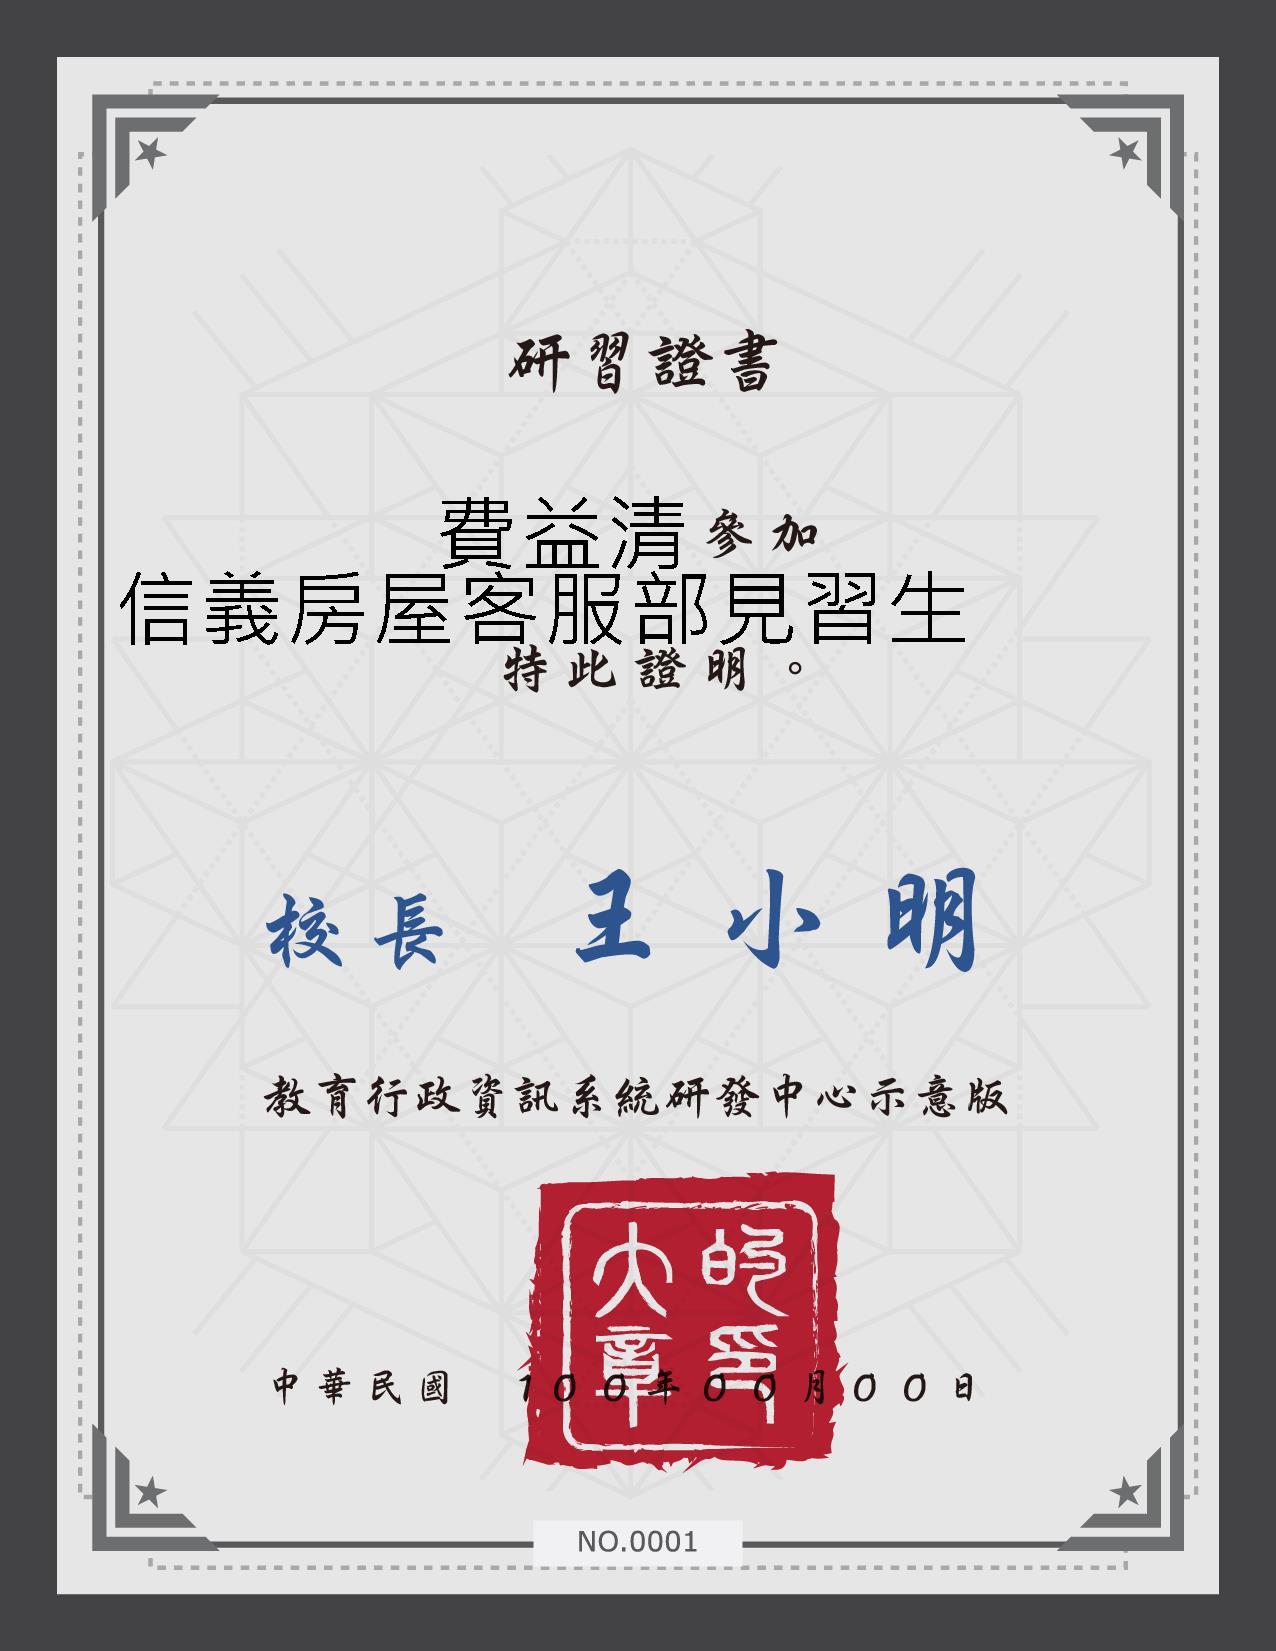 研習證書
費益清參加
信義房屋客服部見習生
特此證明。
校長 王小明
教育行政資訊系統研發中心示意版
大章
的印
中華民國 100年00月00日
NO.0001